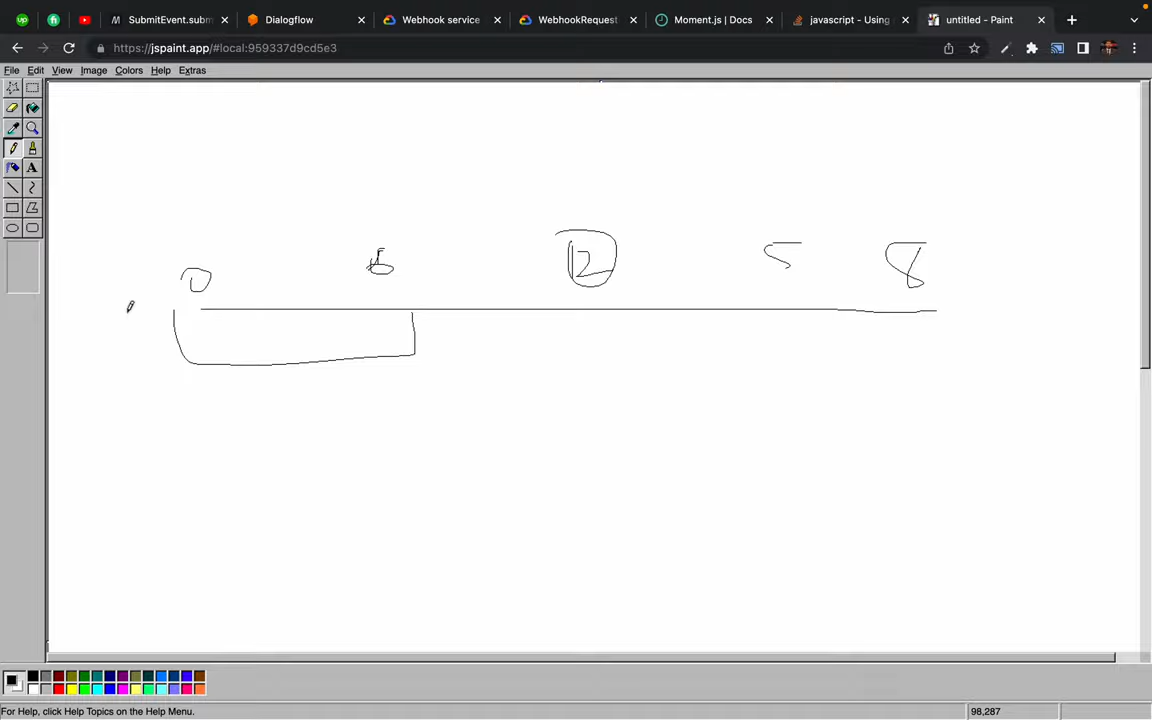 SubmitEvent.subm
Dialogflow
Webhook service
WebhookRequest
Moment.js | Docs
javascript - Using
untitled - Paint
https://jspaint.app/#local:959337d9cd5e3
File Edit View Image Colors Help Extras
0 6 12 5 8
For Help, click Help Topics on the Help Menu.
98,287